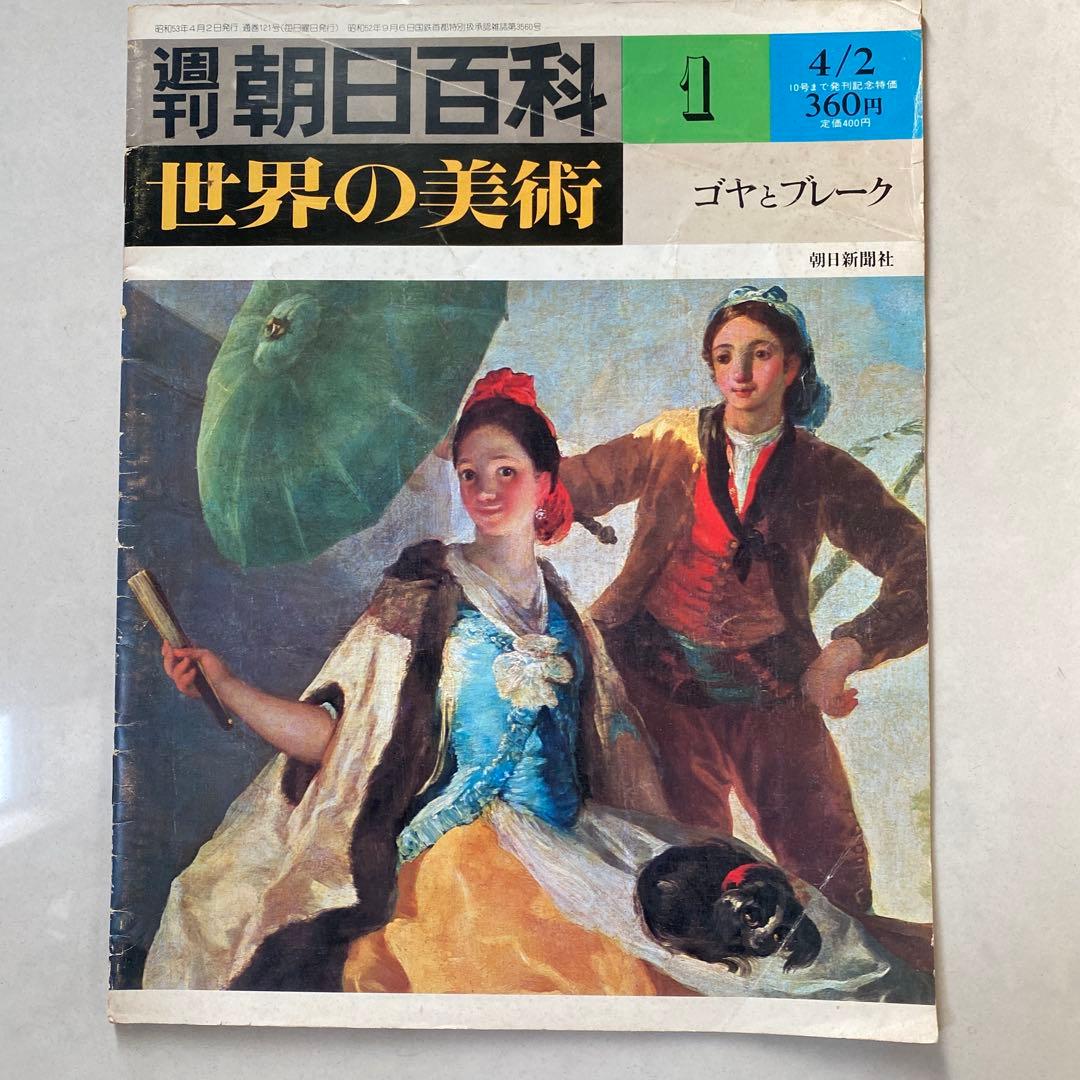 昭和53年4月2日発行 通巻121号(毎日曜日発行) 昭和52年9月6日国鉄首都特別扱承認雑誌第3560号
週刊 朝日百科
世界の美術
1
4/2
10号まで発刊記念特価
360円
定価400円
ゴヤとブレーク
朝日新聞社